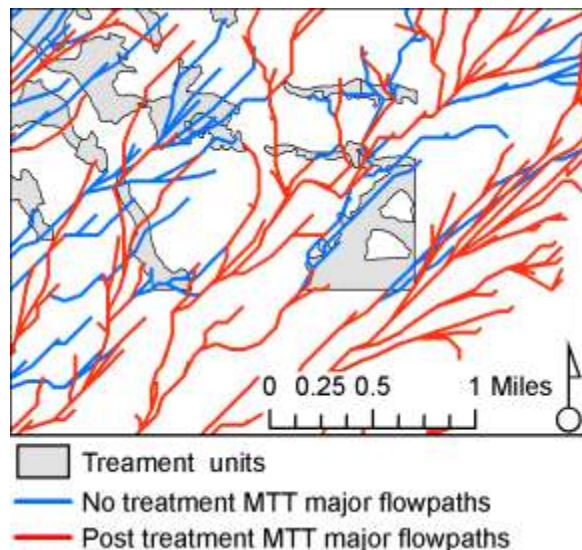 0 0.25 0.5 1 Miles
Treament units
No treatment MTT major flowpaths
Post treatment MTT major flowpaths